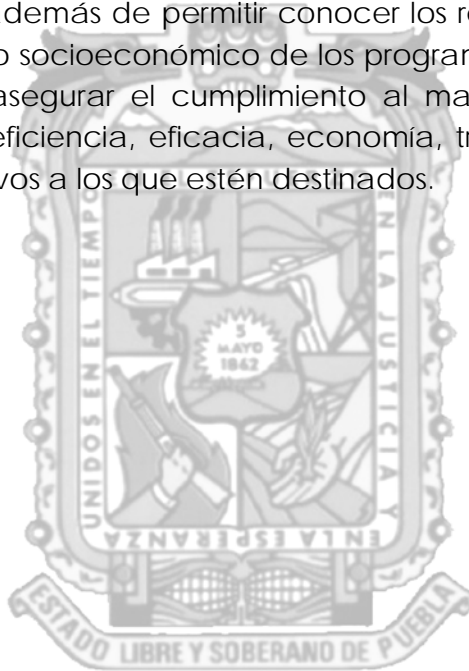 además de permitir conocer los re
o socioeconómico de los program
asegurar el cumplimiento al ma
eficiencia, eficacia, economía, tr
vos a los que estén destinados.
UNIDOS EN EL TIEMPO
EN LA JUSTICIA Y
EN LA ESPERANZA
5
MAYO
1862
ESTADO LIBRE Y SOBERANO DE PUEBLA